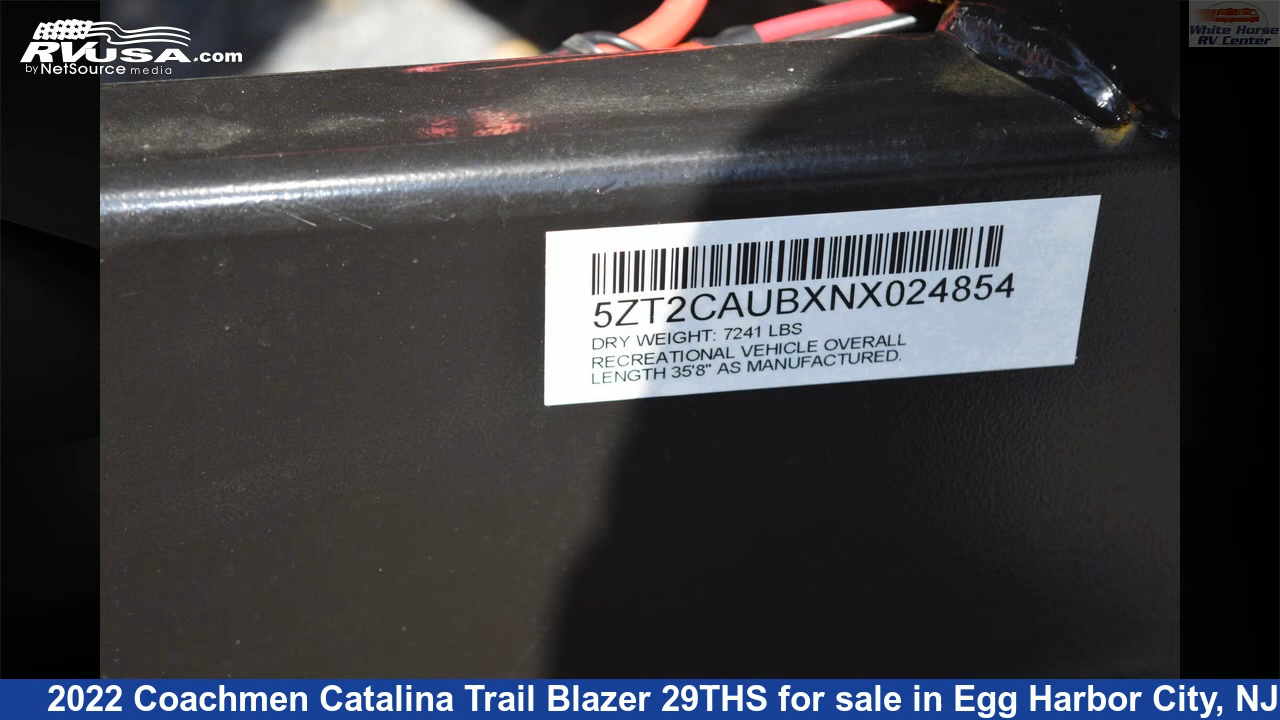 RVUSA.com
by NetSource media
White Horse
RV Center
5ZT2CAUBXNX024854
DRY WEIGHT: 7241 LBS
RECREATIONAL VEHICLE OVERALL
LENGTH 35'8" AS MANUFACTURED.
2022 Coachmen Catalina Trail Blazer 29THS for sale in Egg Harbor City, NJ